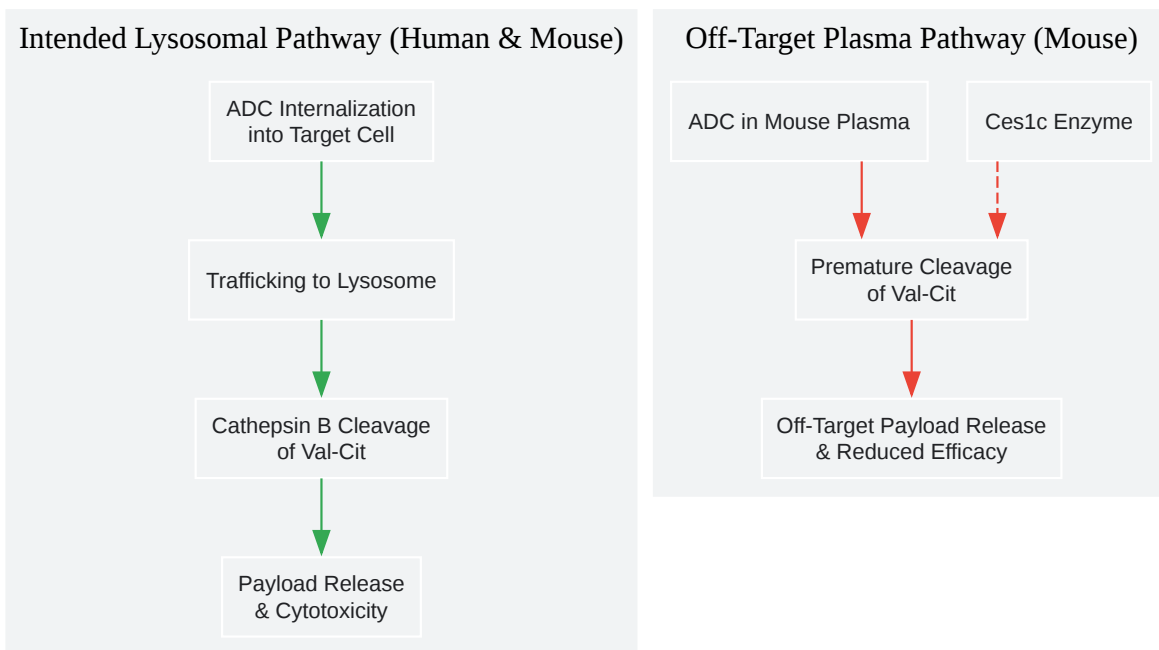 Intended Lysosomal Pathway (Human & Mouse)
ADC Internalization
into Target Cell
Trafficking to Lysosome
Cathepsin B Cleavage
of Val-Cit
Payload Release
& Cytotoxicity
Off-Target Plasma Pathway (Mouse)
ADC in Mouse Plasma
Ces1c Enzyme
Premature Cleavage
of Val-Cit
Off-Target Payload Release
& Reduced Efficacy